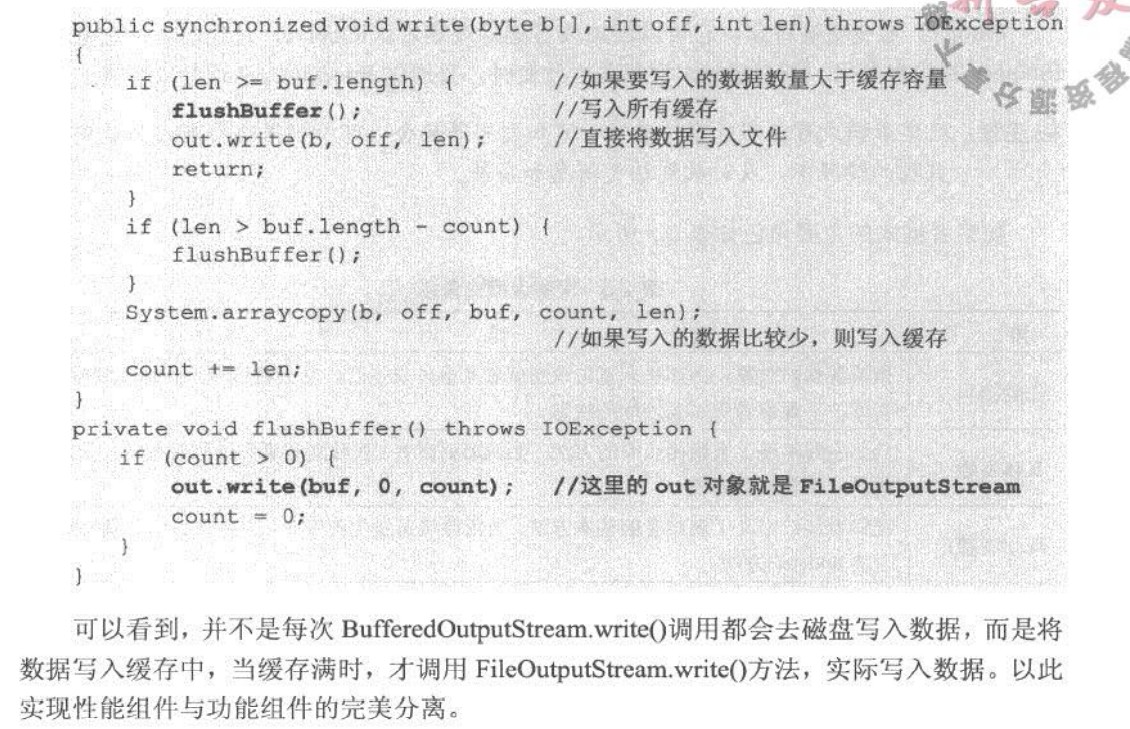 public synchronized void write(byte b[], int off, int len) throws IOException
{
if (len >= buf.length) { //如果要写入的数据数量大于缓存容量
flushBuffer(); //写入所有缓存
out.write(b, off, len); //直接将数据写入文件
return;
}
if (len > buf.length - count) {
flushBuffer();
}
System.arraycopy(b, off, buf, count, len);
//如果写入的数据比较少，则写入缓存
count += len;
}
private void flushBuffer() throws IOException {
if (count > 0) {
out.write(buf, 0, count); //这里的 out 对象就是 FileOutputStream
count = 0;
}
}
可以看到，并不是每次 BufferedOutputStream.write()调用都会去磁盘写入数据，而是将
数据写入缓存中，当缓存满时，才调用 FileOutputStream.write()方法，实际写入数据。以此
实现性能组件与功能组件的完美分离。